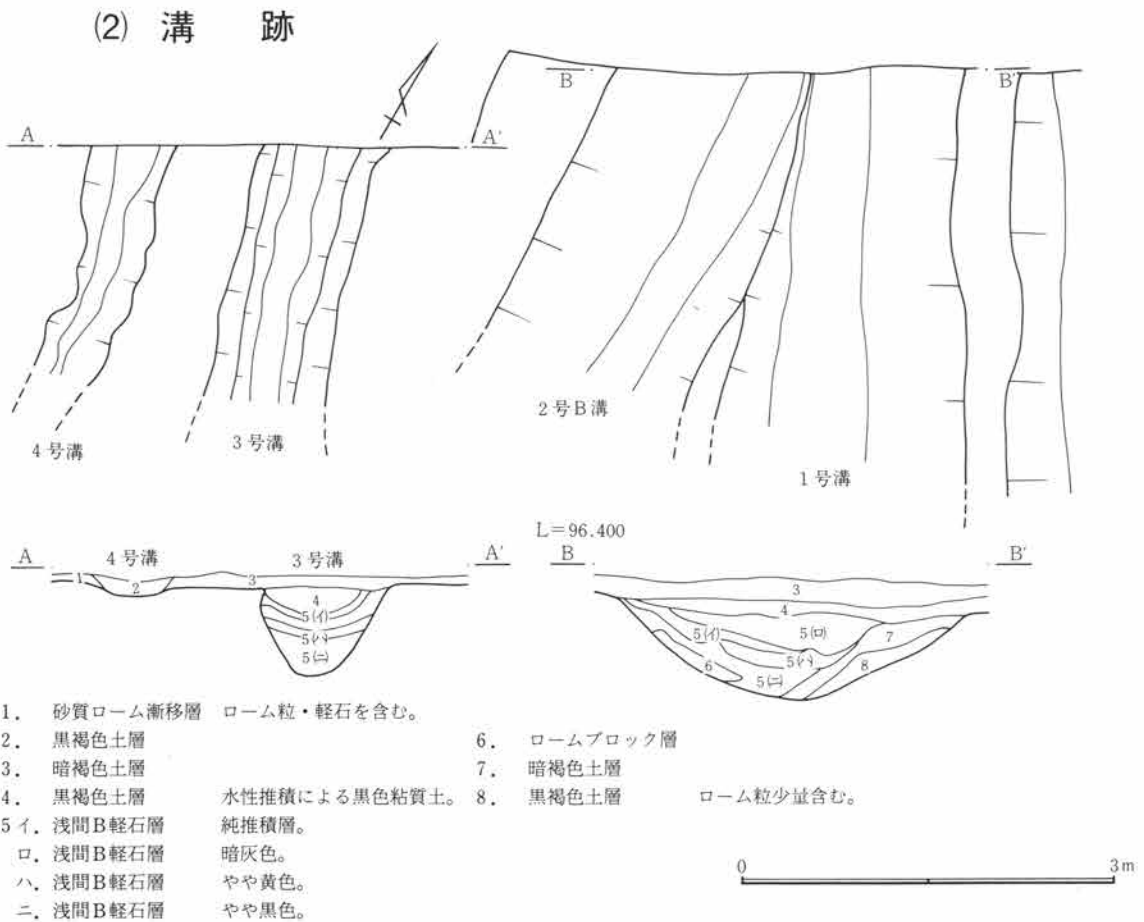 (2) 溝 跡
A A'
B B'
4号溝
3号溝
2号B溝
1号溝
L=96.400
A 4号溝 3号溝 A'
B B'
1 2 3
4
5(イ)
5(ハ)
5(ニ)
3
4
5(イ) 5(ロ) 7
5(ハ) 8
6 5(ニ)
1. 砂質ローム漸移層 ローム粒・軽石を含む。
2. 黒褐色土層
3. 暗褐色土層
4. 黒褐色土層 水性推積による黒色粘質土。
5イ. 浅間B軽石層 純推積層。
ロ. 浅間B軽石層 暗灰色。
ハ. 浅間B軽石層 やや黄色。
ニ. 浅間B軽石層 やや黒色。
6. ロームブロック層
7. 暗褐色土層
8. 黒褐色土層 ローム粒少量含む。
0 3m